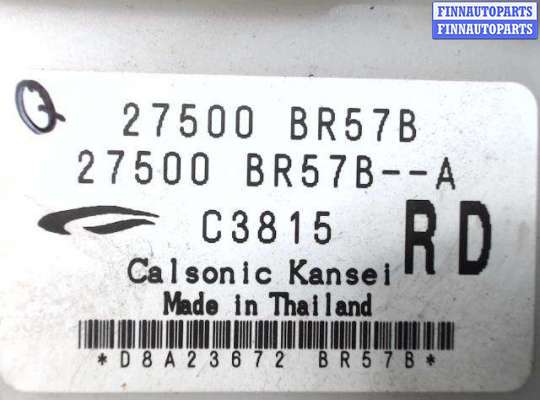 FINNAUTOPARTS
FINNAUTOPARTS
27500 BR57B
27500 BR57B--A
C3815 RD
Calsonic Kansei
Made in Thailand
*D8A23672 BR57B*